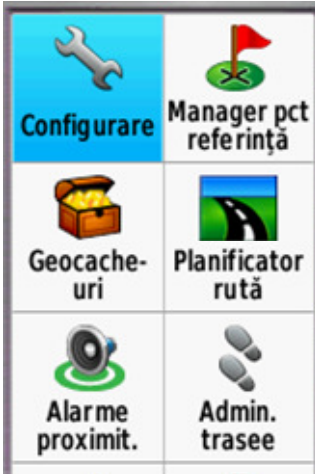 Configurare
Manager pct
referință
Geocache-
uri
Planificator
rută
Alarme
proximit.
Admin.
trasee